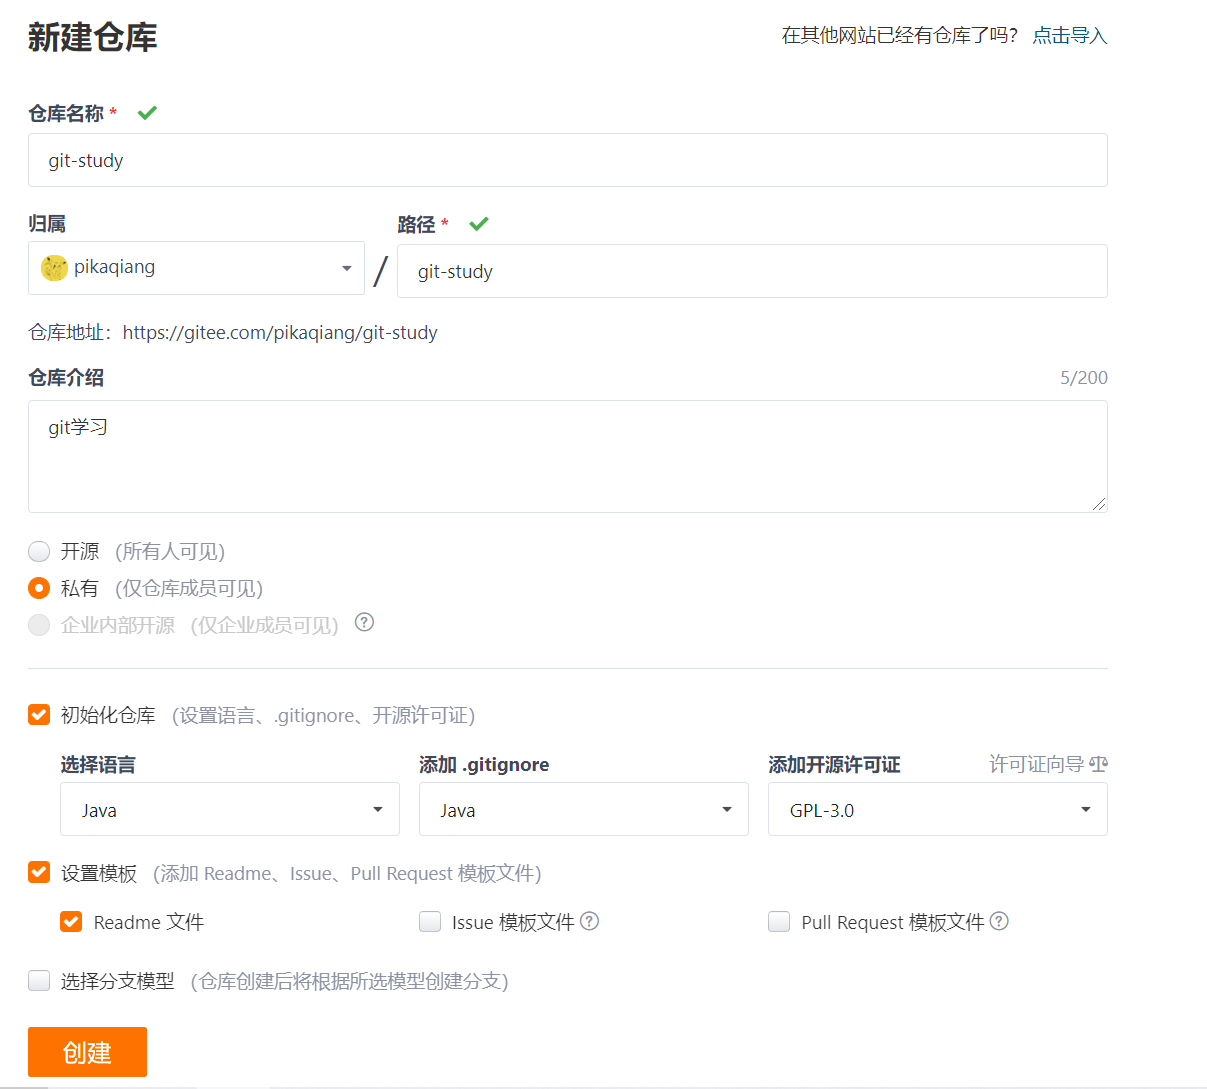 新建仓库
在其他网站已经有仓库了吗? 点击导入
仓库名称 *
git-study
归属
路径 *
pikaqiang / git-study
仓库地址：https://gitee.com/pikaqiang/git-study
仓库介绍 5/200
git学习
开源 (所有人可见)
私有 (仅仓库成员可见)
企业内部开源 (仅企业成员可见) ?
初始化仓库 (设置语言、.gitignore、开源许可证)
选择语言 添加 .gitignore 添加开源许可证 许可证向导
Java Java GPL-3.0
设置模板 (添加 Readme、Issue、Pull Request 模板文件)
Readme 文件 Issue 模板文件 ? Pull Request 模板文件 ?
选择分支模型 (仓库创建后将根据所选模型创建分支)
创建